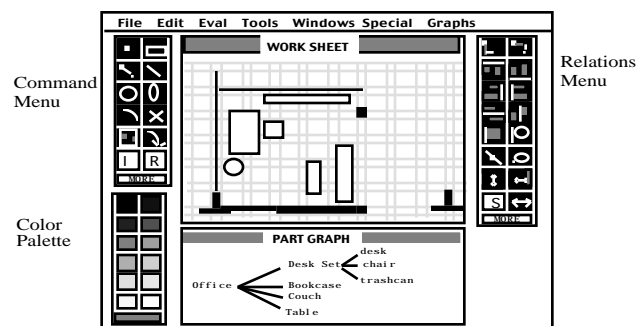 File Edit Eval Tools Windows Special Graphs
WORK SHEET
Command
Menu
Relations
Menu
I R
MORE
S
MORE
Color
Palette
PART GRAPH
desk
Desk Set chair
trashcan
Office
Bookcase
Couch
Table